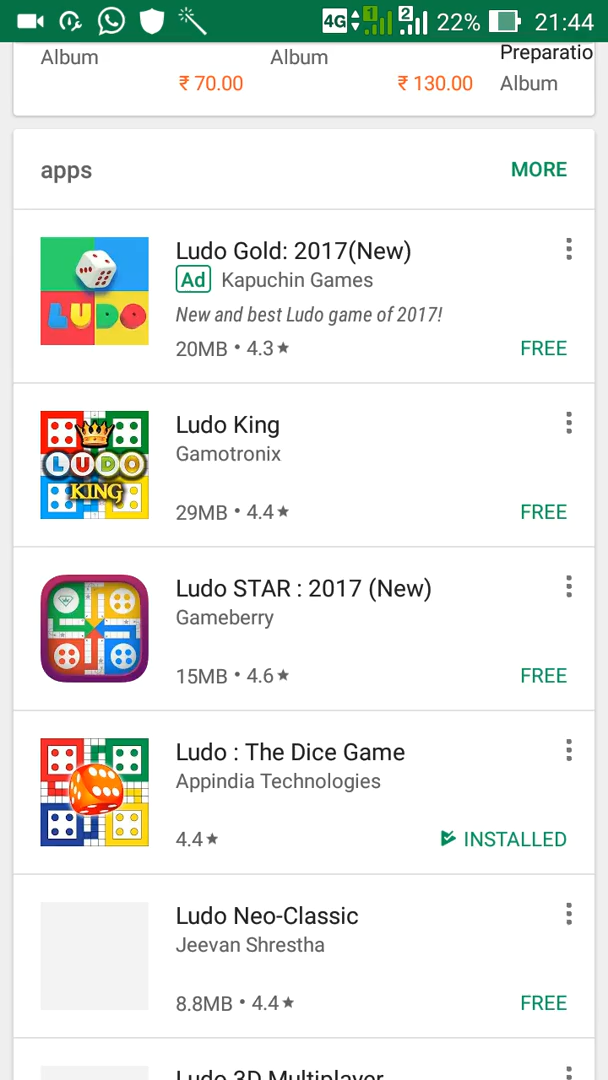 4G 1 2 22% 21:44
Preparatio
Album Album Album
₹ 70.00 ₹ 130.00
apps MORE
Ludo Gold: 2017(New)
Ad Kapuchin Games
New and best Ludo game of 2017!
20MB • 4.3★ FREE
LUDO
Ludo King
Gamotronix
29MB • 4.4★ FREE
LUDO
KING
Ludo STAR : 2017 (New)
Gameberry
15MB • 4.6★ FREE
Ludo : The Dice Game
Appindia Technologies
4.4★ INSTALLED
Ludo Neo-Classic
Jeevan Shrestha
8.8MB • 4.4★ FREE
Ludo 3D Multiplayer